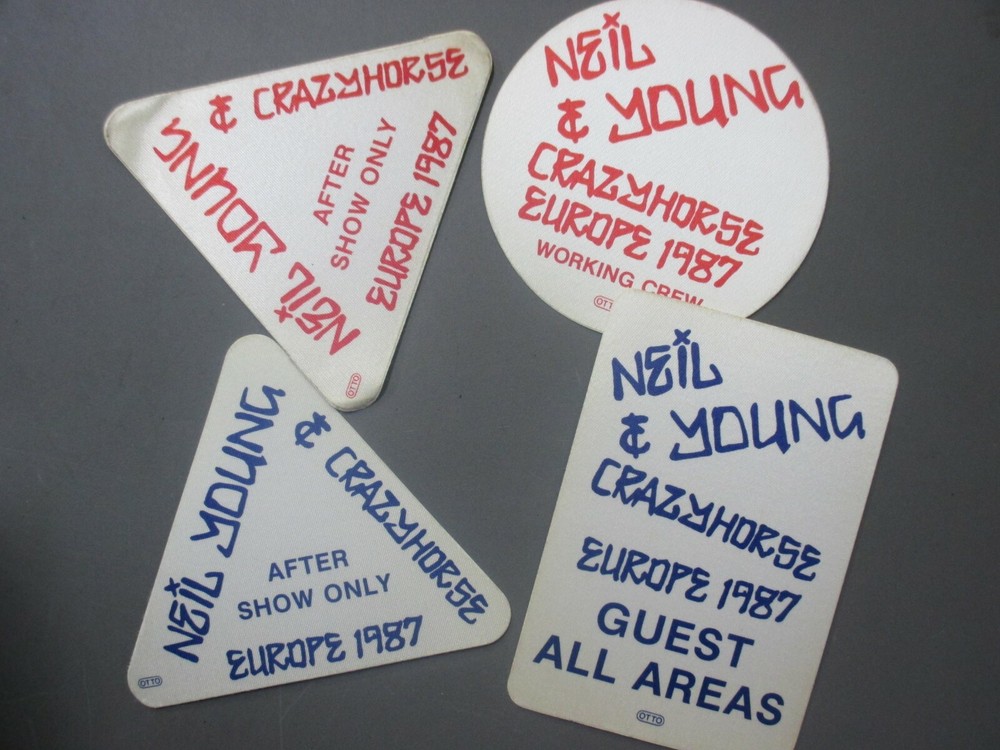 NEIL YOUNG
& CRAZYHORSE
AFTER
SHOW ONLY
EUROPE 1987
OTTO
NEIL
& YOUNG
CRAZYHORSE
EUROPE 1987
WORKING CREW
OTTO
NEIL YOUNG
& CRAZYHORSE
AFTER
SHOW ONLY
EUROPE 1987
OTTO
NEIL
& YOUNG
CRAZYHORSE
EUROPE 1987
GUEST
ALL AREAS
OTTO